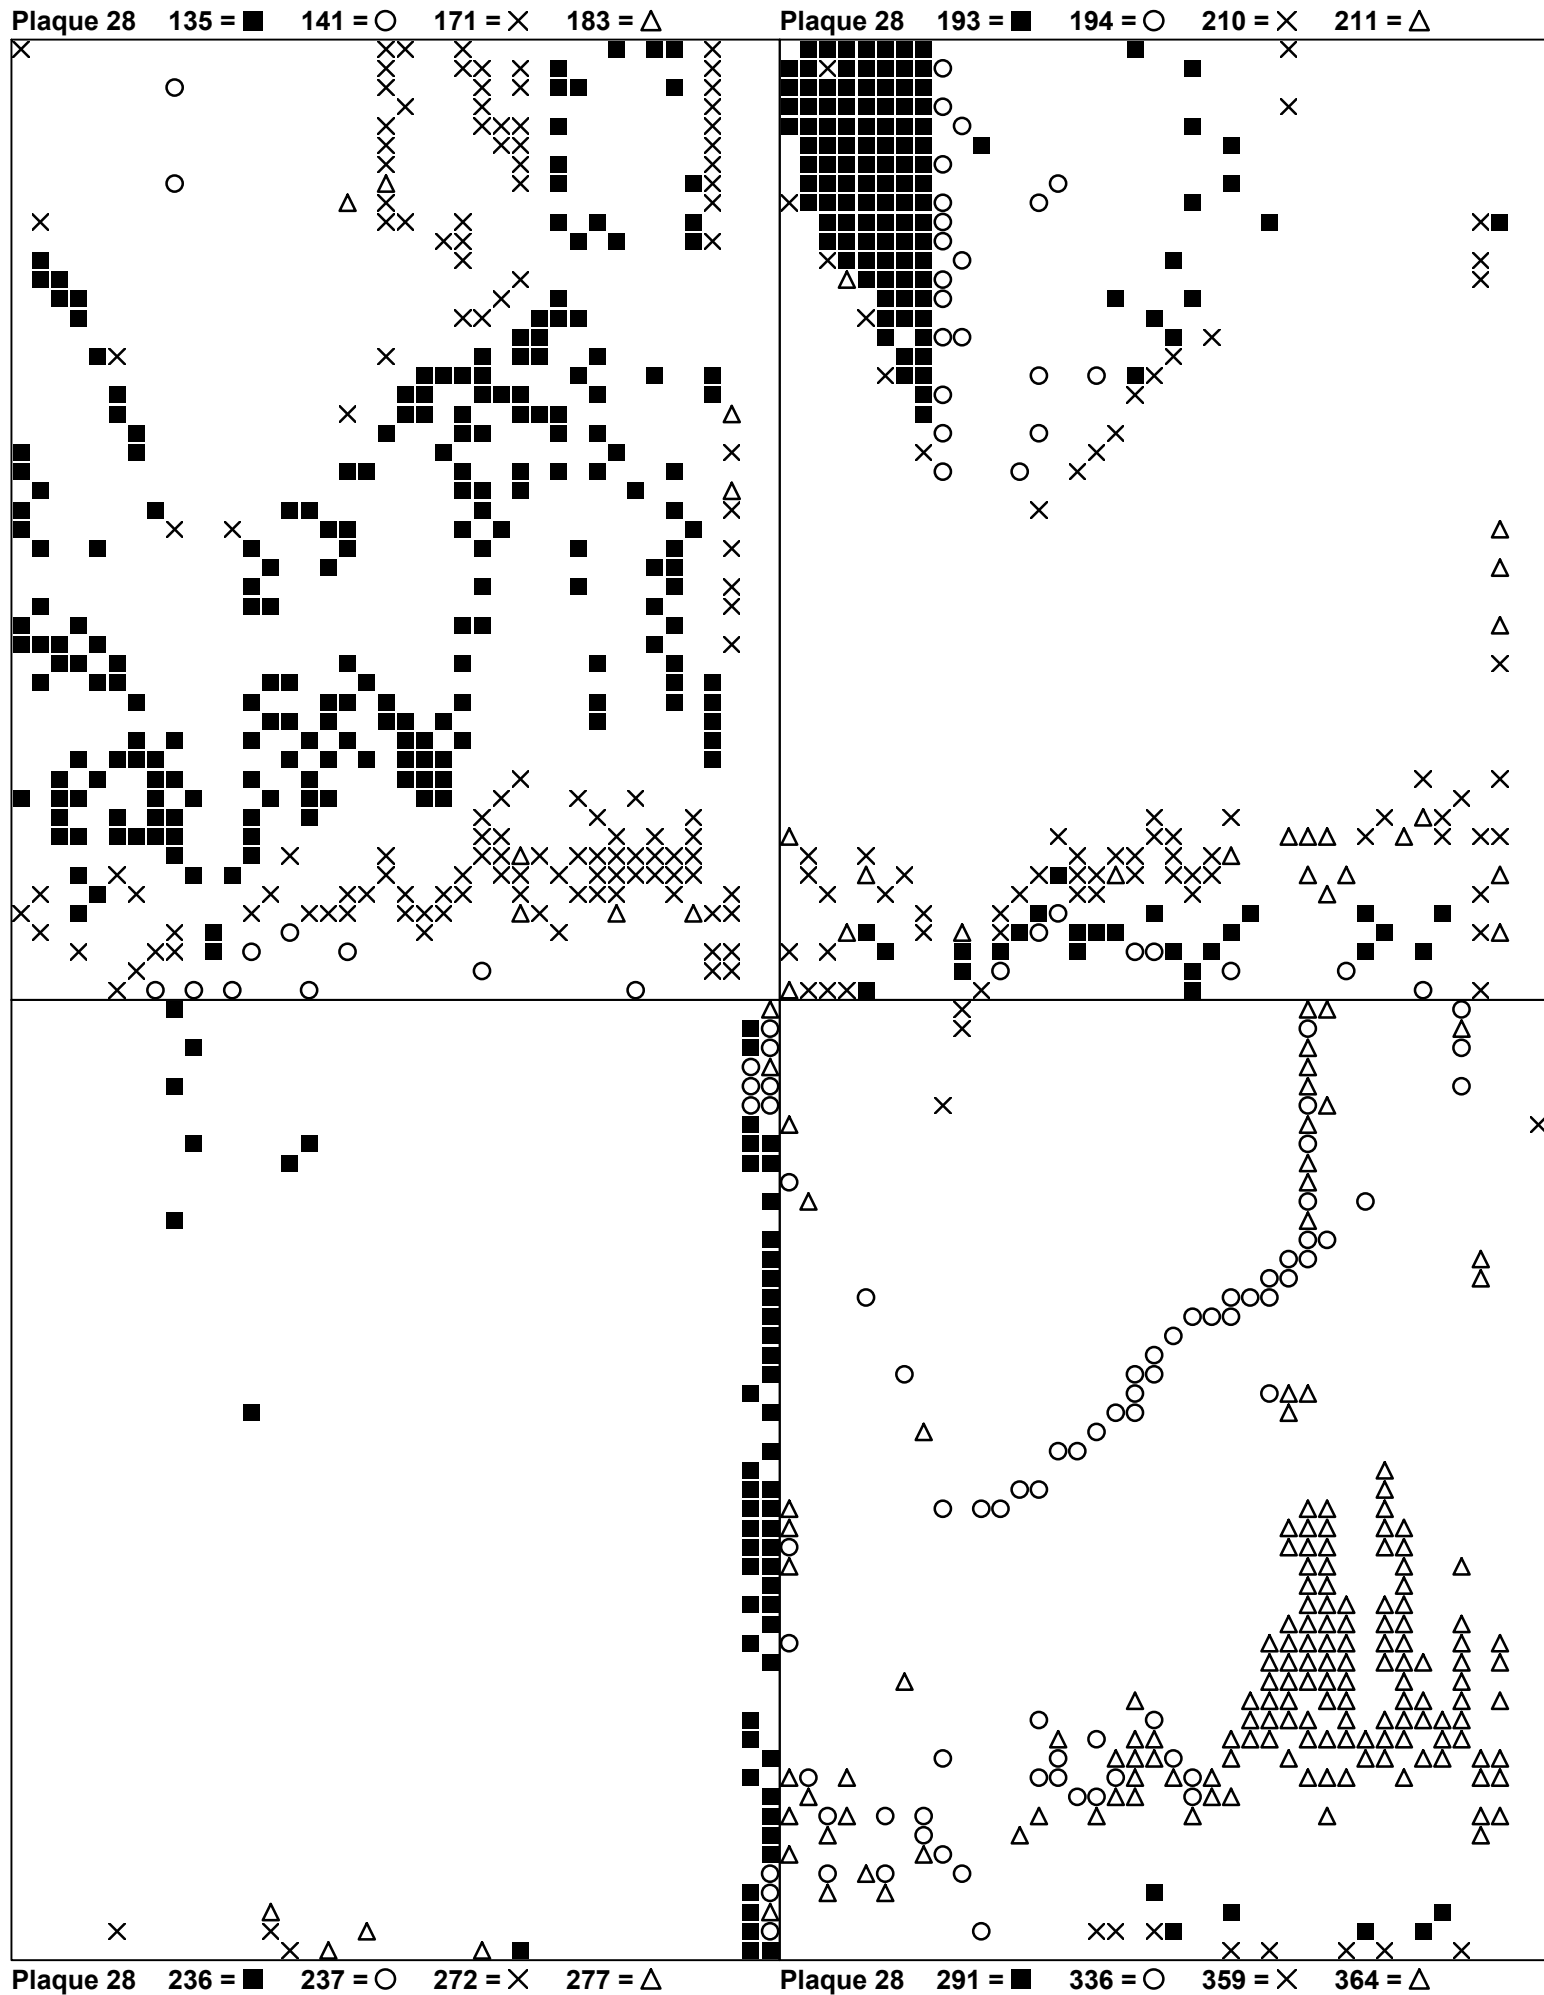 Plaque 28 135 = ■ 141 = ○ 171 = × 183 = △
Plaque 28 193 = ■ 194 = ○ 210 = × 211 = △
Plaque 28 236 = ■ 237 = ○ 272 = × 277 = △
Plaque 28 291 = ■ 336 = ○ 359 = × 364 = △